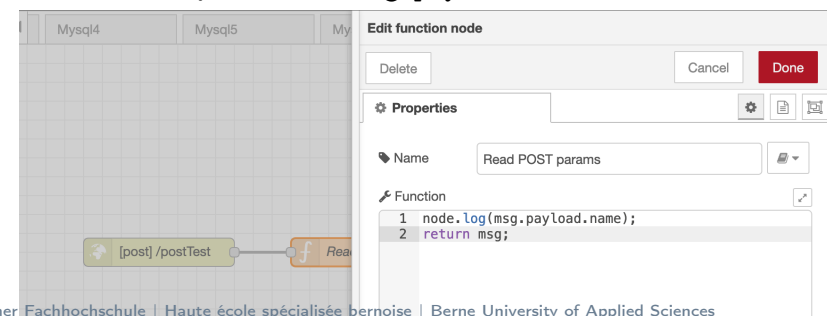 Mysql4 Mysql5 My Edit function node
Delete Cancel Done
Properties
Name Read POST params
Function
1 node.log(msg.payload.name);
2 return msg;
[post] /postTest f Rea
er Fachhochschule | Haute école spécialisée bernoise | Berne University of Applied Sciences